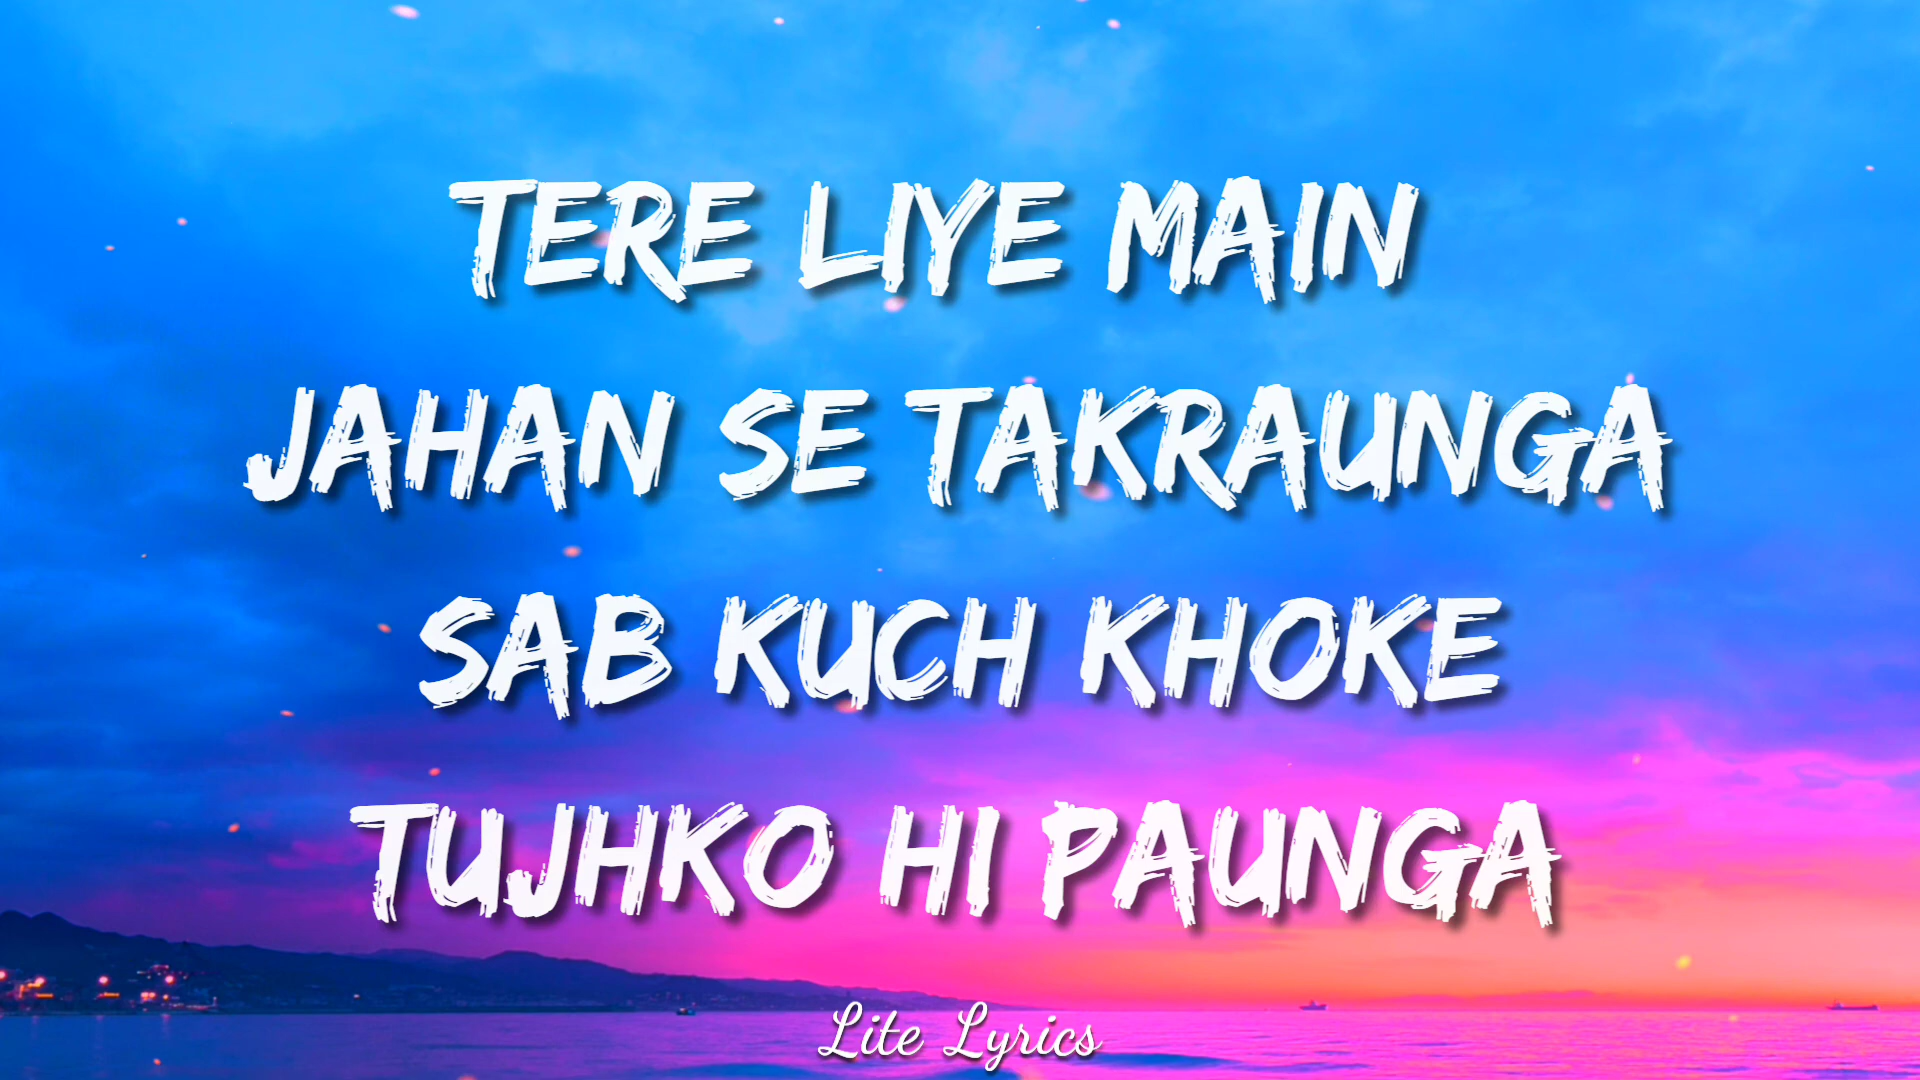 TERE LIYE MAIN
JAHAN SE TAKRAUNGA
SAB KUCH KHOKE
TUJHKO HI PAUNGA
Lite Lyrics